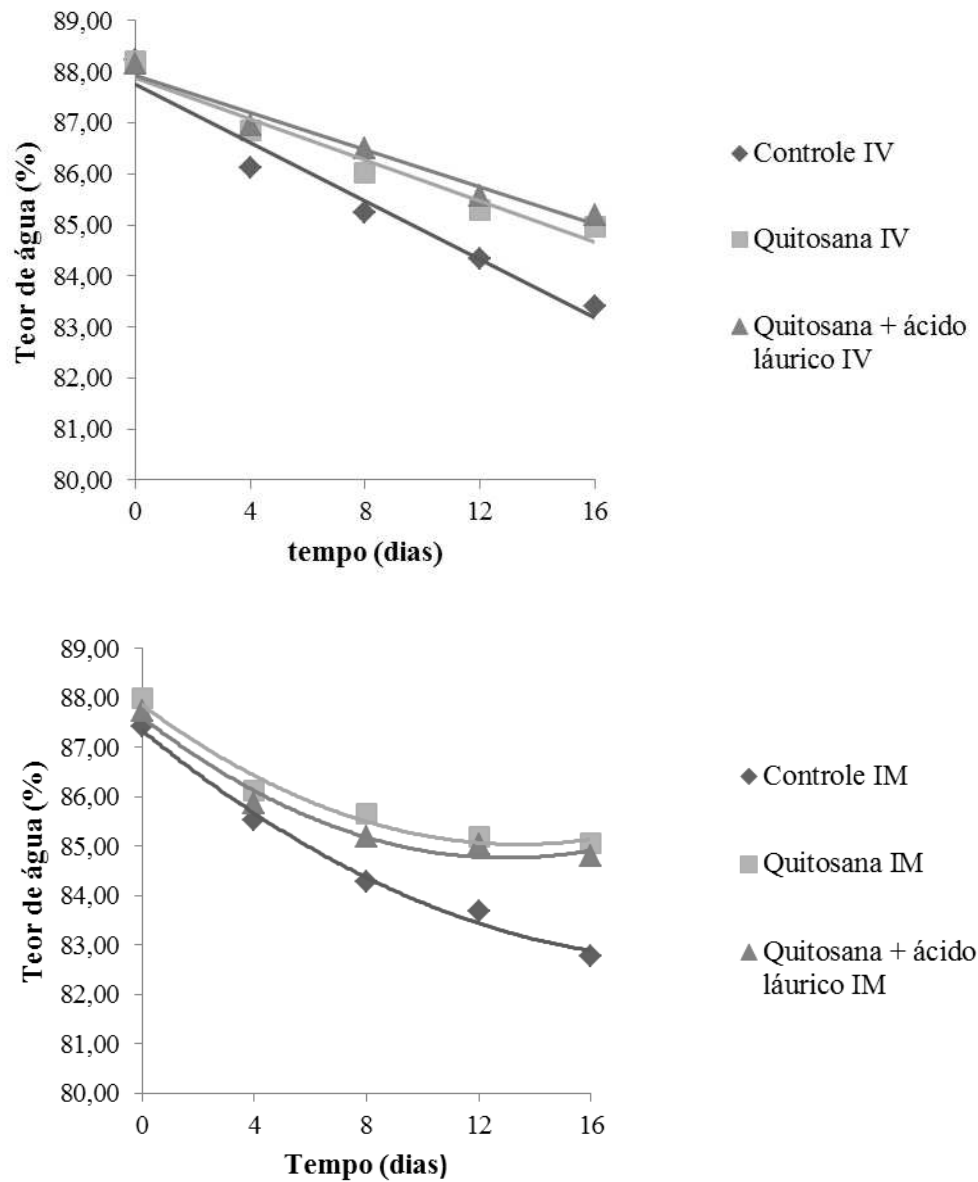 89,00
88,00
87,00
86,00
85,00
84,00
83,00
82,00
81,00
80,00
Teor de água (%)
0 4 8 12 16
tempo (dias)
Controle IV
Quitosana IV
Quitosana + ácido
láurico IV
89,00
88,00
87,00
86,00
85,00
84,00
83,00
82,00
81,00
80,00
Teor de água (%)
0 4 8 12 16
Tempo (dias)
Controle IM
Quitosana IM
Quitosana + ácido
láurico IM